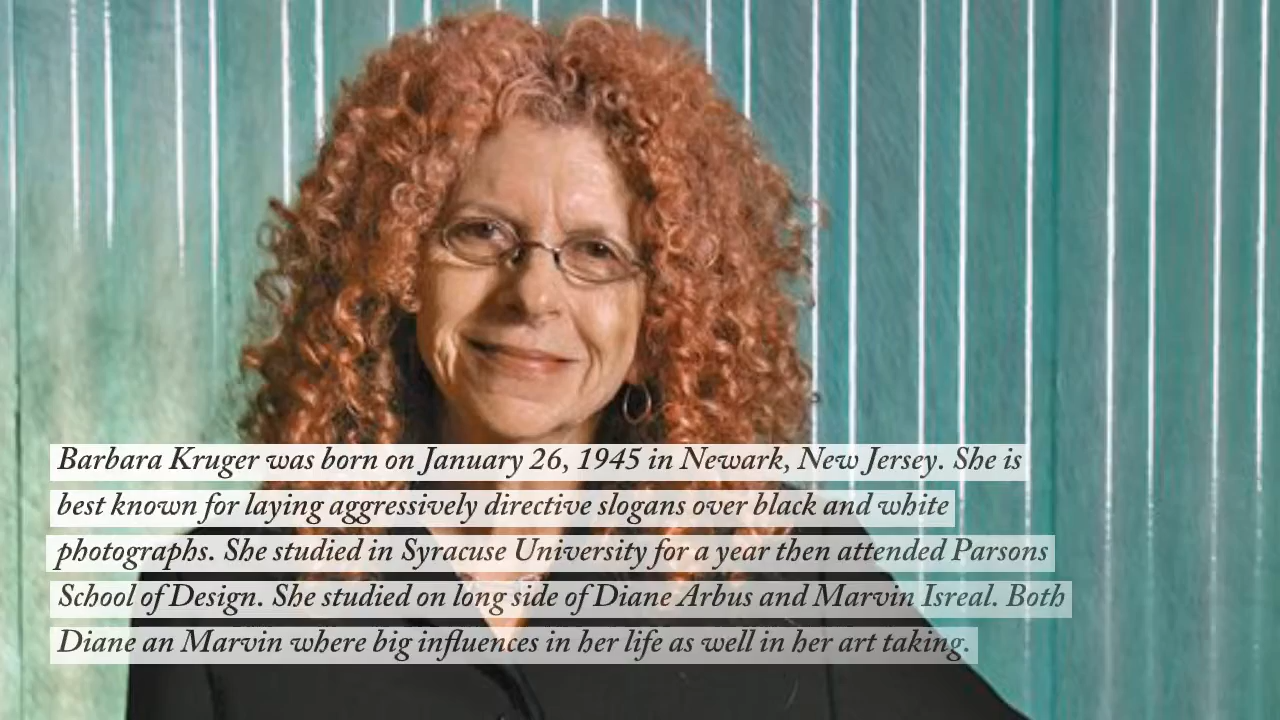 Barbara Kruger was born on January 26, 1945 in Newark, New Jersey. She is
best known for laying aggressively directive slogans over black and white
photographs. She studied in Syracuse University for a year then attended Parsons
School of Design. She studied on long side of Diane Arbus and Marvin Isreal. Both
Diane an Marvin where big influences in her life as well in her art taking.